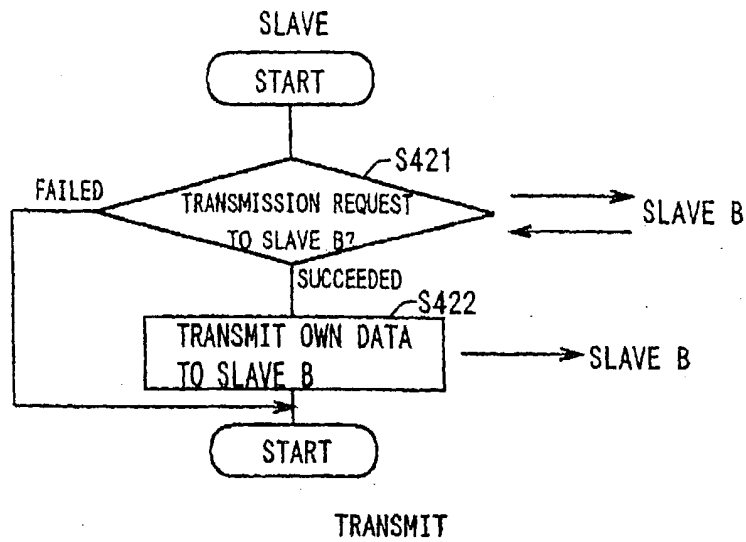 SLAVE
START
S421
FAILED
TRANSMISSION REQUEST
TO SLAVE B?
SLAVE B
SUCCEEDED
S422
TRANSMIT OWN DATA
TO SLAVE B
SLAVE B
START
TRANSMIT